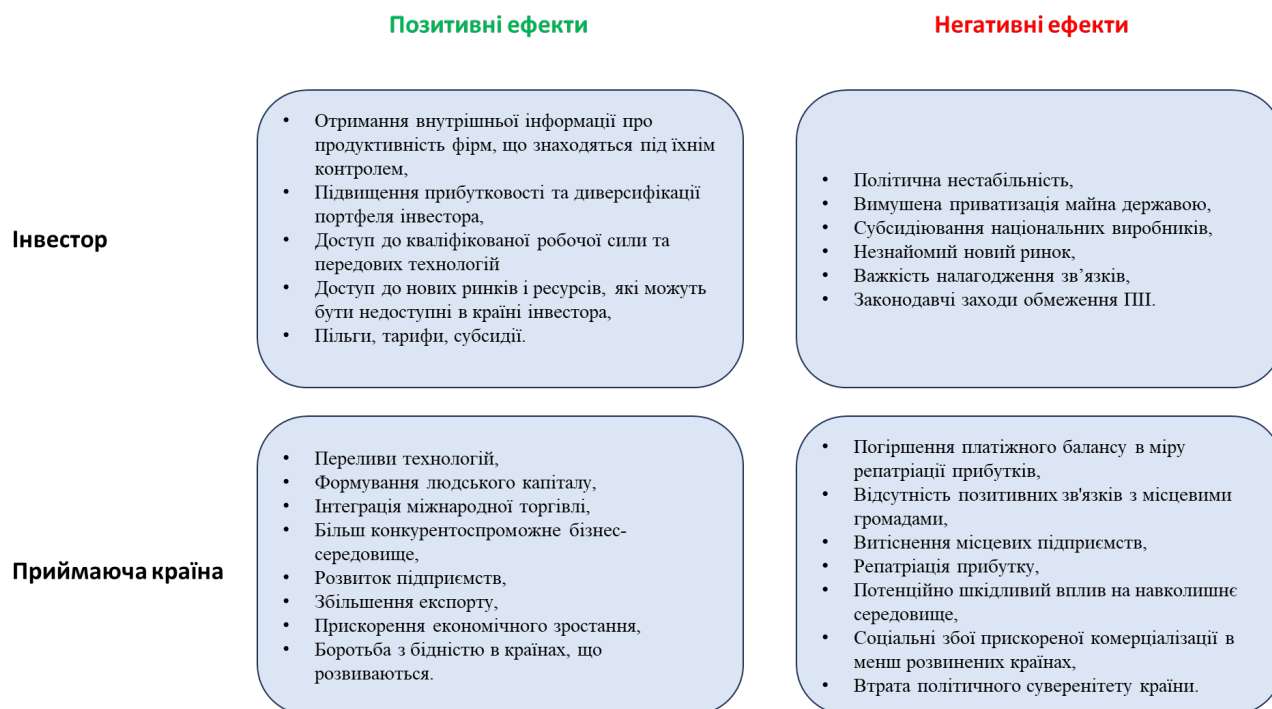 Позитивні ефекти
Негативні ефекти
Інвестор
• Отримання внутрішньої інформації про
продуктивність фірм, що знаходяться під їхнім
контролем,
• Підвищення прибутковості та диверсифікації
портфеля інвестора,
• Доступ до кваліфікованої робочої сили та
передових технологій
• Доступ до нових ринків і ресурсів, які можуть
бути недоступні в країні інвестора,
• Пільги, тарифи, субсидії.
• Політична нестабільність,
• Вимушена приватизація майна державою,
• Субсидіювання національних виробників,
• Незнайомий новий ринок,
• Важкість налагодження зв’язків,
• Законодавчі заходи обмеження ПІІ.
Приймаюча країна
• Переливи технологій,
• Формування людського капіталу,
• Інтеграція міжнародної торгівлі,
• Більш конкурентоспроможне бізнес-
середовище,
• Розвиток підприємств,
• Збільшення експорту,
• Прискорення економічного зростання,
• Боротьба з бідністю в країнах, що
розвиваються.
• Погіршення платіжного балансу в міру
репатріації прибутків,
• Відсутність позитивних зв'язків з місцевими
громадами,
• Витіснення місцевих підприємств,
• Репатріація прибутку,
• Потенційно шкідливий вплив на навколишнє
середовище,
• Соціальні збої прискореної комерціалізації в
менш розвинених країнах,
• Втрата політичного суверенітету країни.